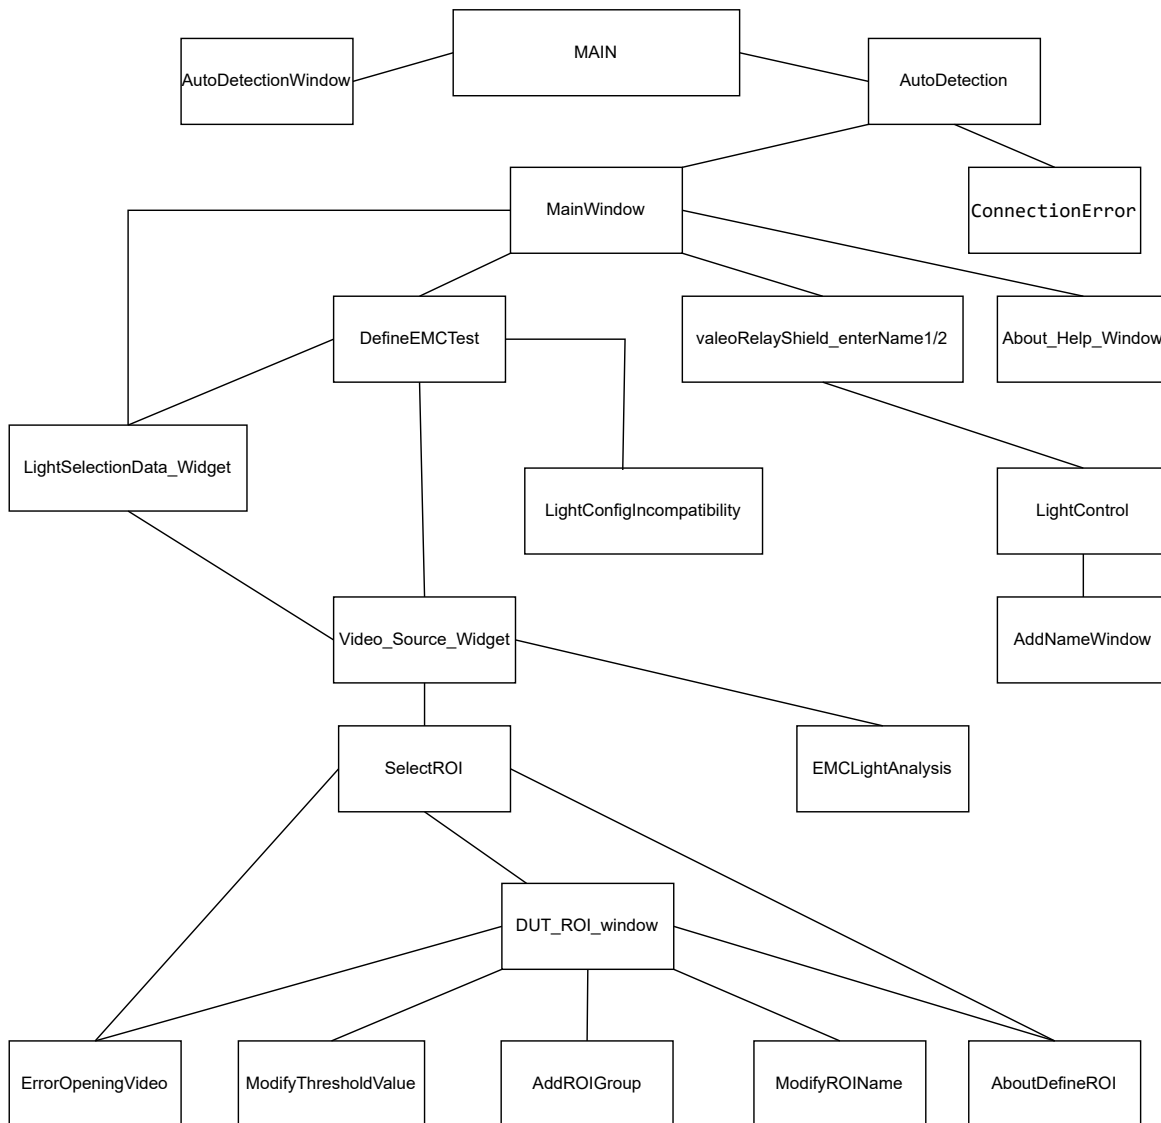 MAIN
AutoDetectionWindow
AutoDetection
MainWindow
ConnectionError
DefineEMCTest
valeoRelayShield_enterName1/2
About_Help_Window
LightSelectionData_Widget
LightConfigIncompatibility
LightControl
Video_Source_Widget
AddNameWindow
SelectROI
EMCLightAnalysis
DUT_ROI_window
ErrorOpeningVideo
ModifyThresholdValue
AddROIGroup
ModifyROIName
AboutDefineROI